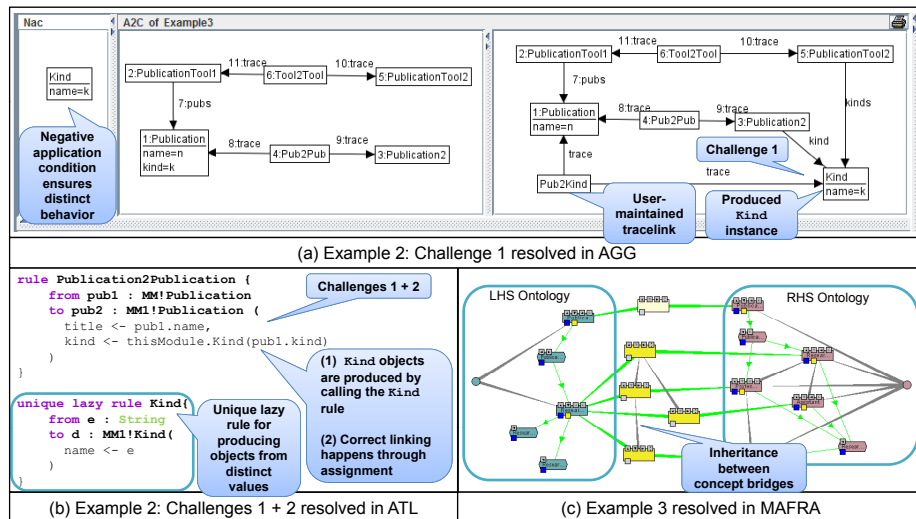 Nac
A2C of Example3
Kind
name=k
Negative
application
condition
ensures
distinct
behavior
2:PublicationTool1
11:trace
6:Tool2Tool
10:trace
5:PublicationTool2
7:pubs
1:Publication
name=n
kind=k
8:trace
4:Pub2Pub
9:trace
3:Publication2
2:PublicationTool1
11:trace
6:Tool2Tool
10:trace
5:PublicationTool2
7:pubs
1:Publication
name=n
8:trace
4:Pub2Pub
9:trace
3:Publication2
kinds
kind
Challenge 1
trace
trace
Pub2Kind
Kind
name=k
User-
maintained
tracelink
Produced
Kind
instance
(a) Example 2: Challenge 1 resolved in AGG
rule Publication2Publication {
from pub1 : MM!Publication
to pub2 : MM1!Publication (
title <- pub1.name,
kind <- thisModule.Kind(pub1.kind)
)
}
Challenges 1 + 2
(1) Kind objects
are produced by
calling the Kind
rule
(2) Correct linking
happens through
assignment
unique lazy rule Kind{
from e : String
to d : MM1!Kind(
name <- e
)
}
Unique lazy
rule for
producing
objects from
distinct
values
(b) Example 2: Challenges 1 + 2 resolved in ATL
LHS Ontology
RHS Ontology
Inheritance
between
concept bridges
(c) Example 3 resolved in MAFRA